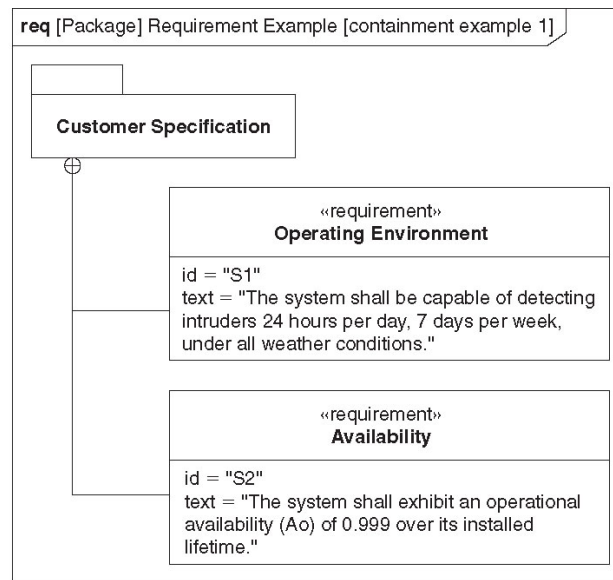 req [Package] Requirement Example [containment example 1]
Customer Specification
«requirement»
Operating Environment
id = "S1"
text = "The system shall be capable of detecting
intruders 24 hours per day, 7 days per week,
under all weather conditions."
«requirement»
Availability
id = "S2"
text = "The system shall exhibit an operational
availability (Ao) of 0.999 over its installed
lifetime."